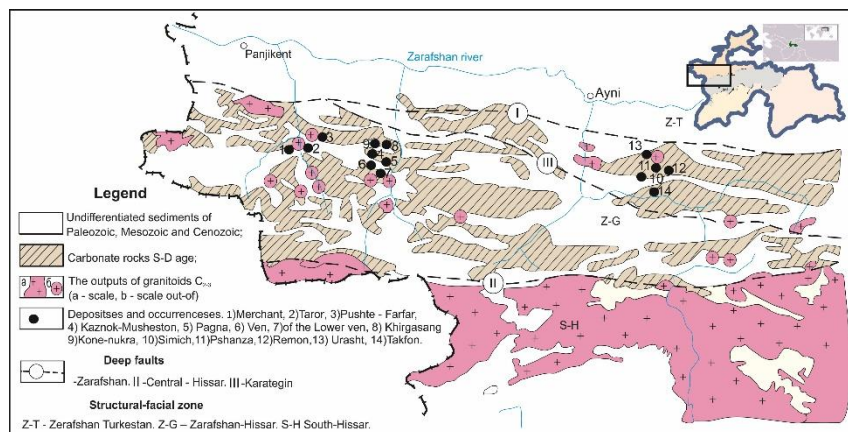 Panjikent
Zarafshan river
Ayni
Z-T
I
III
13
11
12
10
14
1
2
3
9
8
4
5
6
7
Z-G
II
S-H
Legend
Undifferentiated sediments of
Paleozoic, Mesozoic and Cenozoic;
Carbonate rocks S-D age;
а б
The outputs of granitoids C₂₋₃
(a - scale, b - scale out-of)
Depositses and occurrenceses. 1)Merchant, 2)Taror, 3)Pushte - Farfar,
4) Kaznok-Musheston, 5) Pagna, 6) Ven, 7)of the Lower ven, 8) Khirgasang
9)Kone-nukra, 10)Simich,11)Pshanza,12)Remon,13) Urasht, 14)Takfon.
Deep faults
-Zarafshan. II -Central - Hissar. III-Karategin
Structural-facial zone
Z-T - Zerafshan Turkestan. Z-G – Zarafshan-Hissar. S-H South-Hissar.